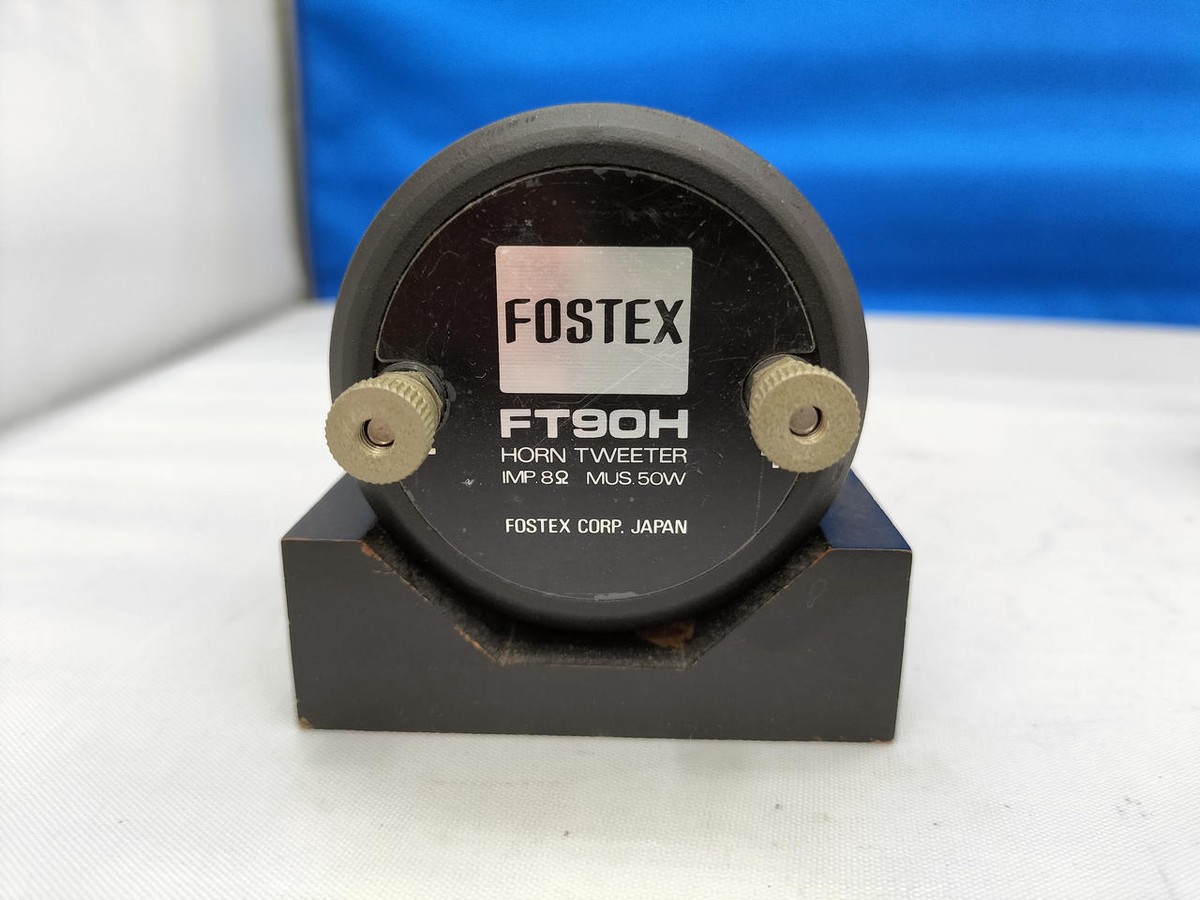 FOSTEX
FT90H
HORN TWEETER
IMP. 8Ω MUS. 50W
FOSTEX CORP. JAPAN